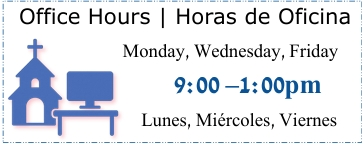 Office Hours | Horas de Oficina
Monday, Wednesday, Friday
9:00 –1:00pm
Lunes, Miércoles, Viernes